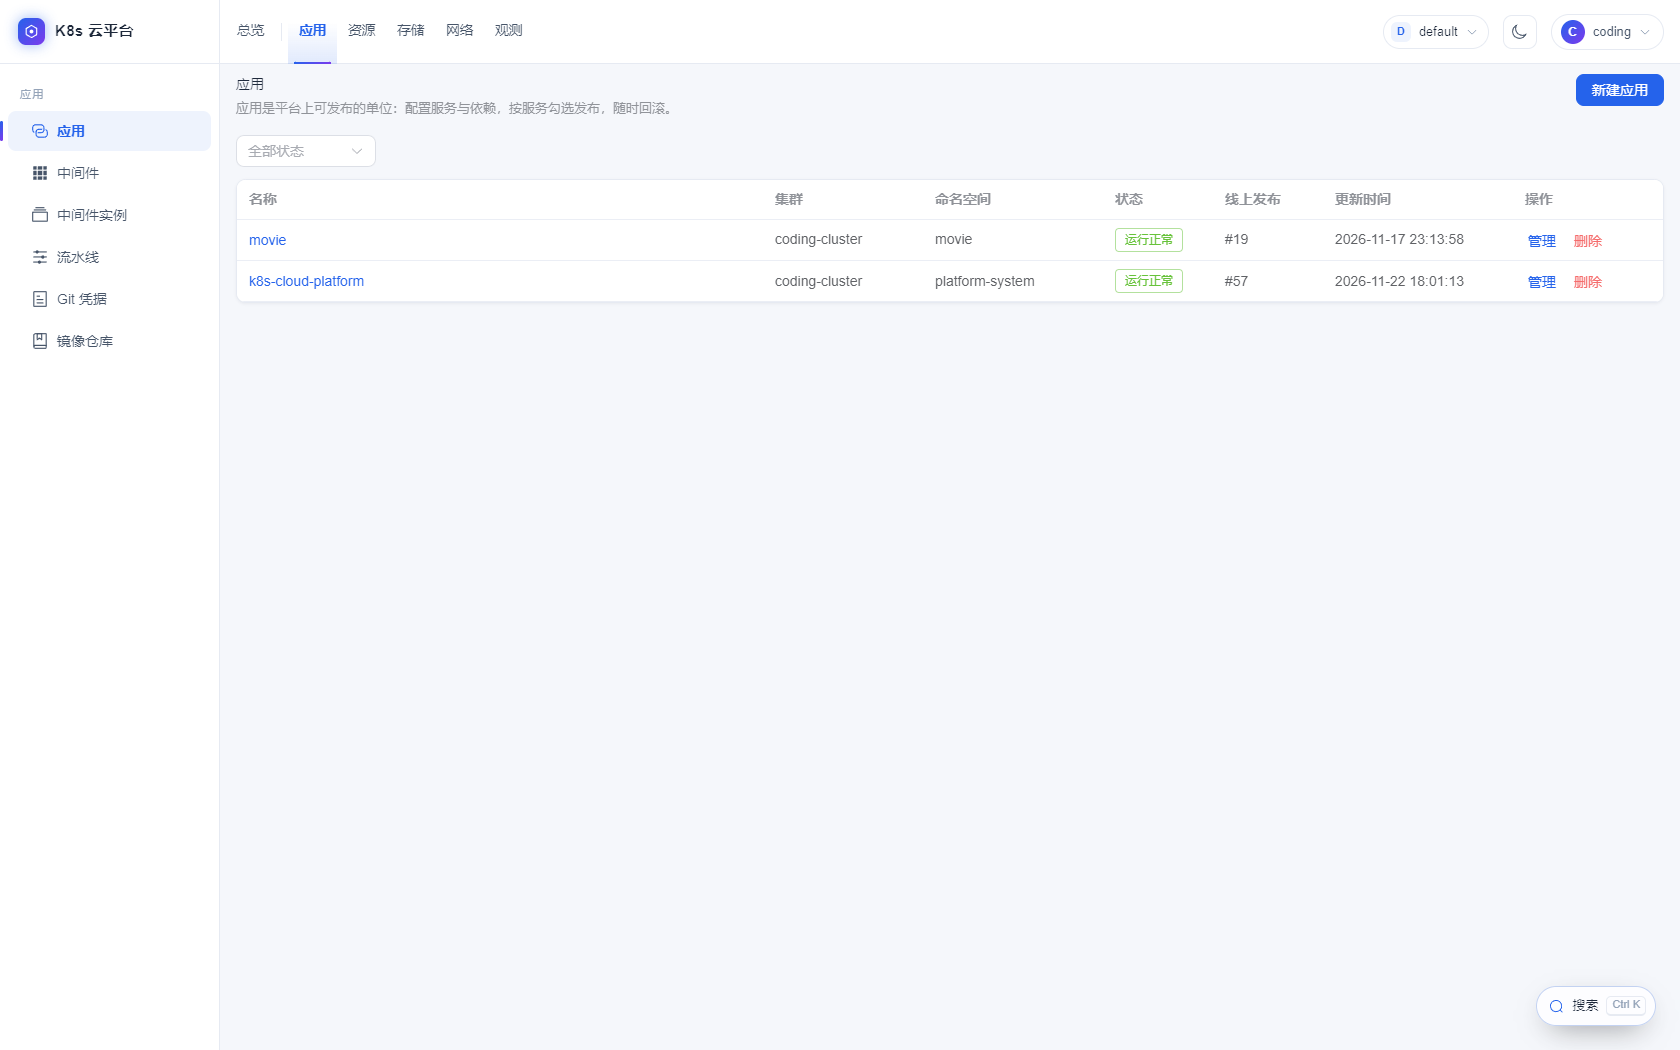 K8s 云平台
总览 应用 资源 存储 网络 观测
D default
C coding
应用
应用
中间件
中间件实例
流水线
Git 凭据
镜像仓库
应用
应用是平台上可发布的单位：配置服务与依赖，按服务勾选发布，随时回滚。
新建应用
全部状态
名称 集群 命名空间 状态 线上发布 更新时间 操作
movie coding-cluster movie 运行正常 #19 2026-11-17 23:13:58 管理 删除
k8s-cloud-platform coding-cluster platform-system 运行正常 #57 2026-11-22 18:01:13 管理 删除
搜索 Ctrl K